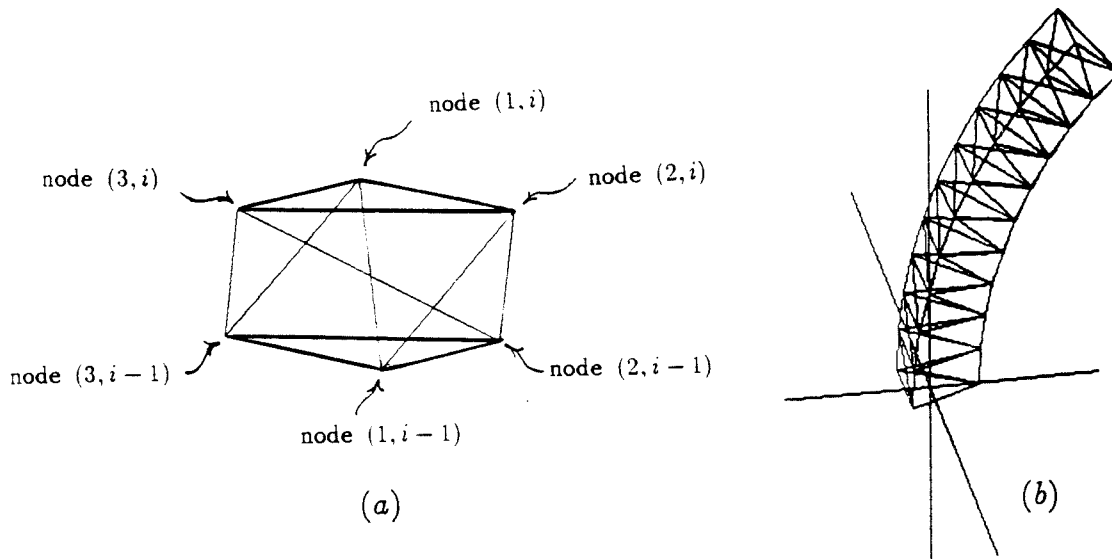 node (1, i)
node (3, i)
node (2, i)
node (3, i − 1)
node (2, i − 1)
node (1, i − 1)
(a)
(b)